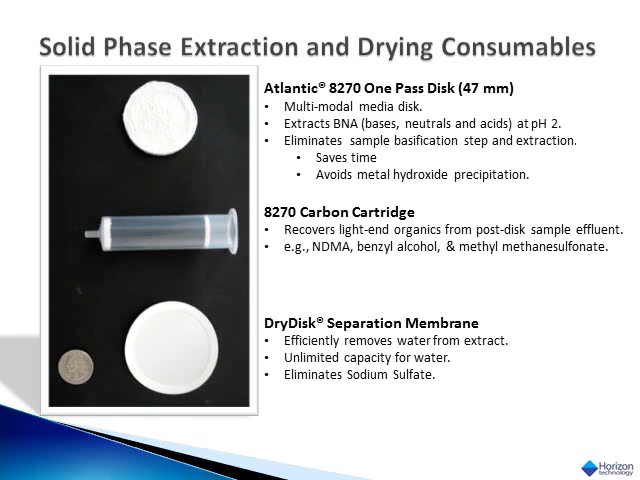 Solid Phase Extraction and Drying Consumables
Atlantic® 8270 One Pass Disk (47 mm)
• Multi-modal media disk.
• Extracts BNA (bases, neutrals and acids) at pH 2.
• Eliminates sample basification step and extraction.
• Saves time
• Avoids metal hydroxide precipitation.
8270 Carbon Cartridge
• Recovers light-end organics from post-disk sample effluent.
• e.g., NDMA, benzyl alcohol, & methyl methanesulfonate.
DryDisk® Separation Membrane
• Efficiently removes water from extract.
• Unlimited capacity for water.
• Eliminates Sodium Sulfate.
Horizon
technology